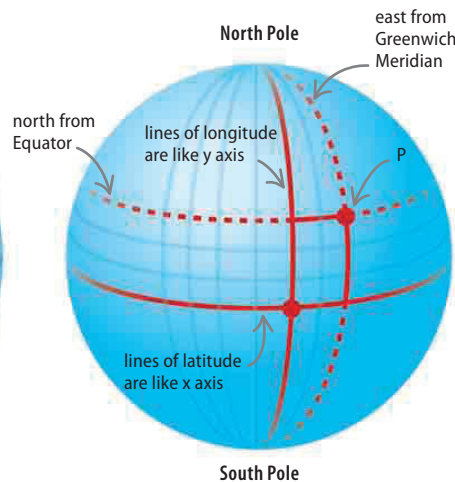 North Pole
east from
Greenwich
Meridian
north from
Equator
lines of longitude
are like y axis
P
lines of latitude
are like x axis
South Pole